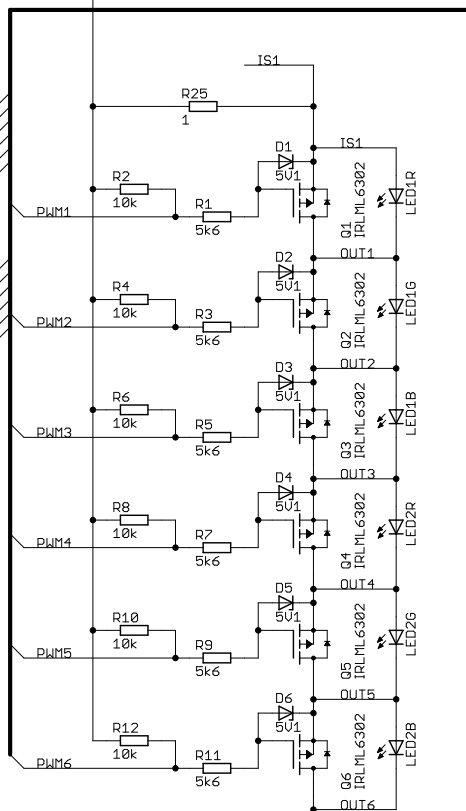 IS1
R25
1
IS1
D1
5V1
R2
10k
R1
5k6
PWM1
Q1
IRLML6302
LED1R
OUT1
D2
5V1
R4
10k
R3
5k6
PWM2
Q2
IRLML6302
LED1G
OUT2
D3
5V1
R6
10k
R5
5k6
PWM3
Q3
IRLML6302
LED1B
OUT3
D4
5V1
R8
10k
R7
5k6
PWM4
Q4
IRLML6302
LED2R
OUT4
D5
5V1
R10
10k
R9
5k6
PWM5
Q5
IRLML6302
LED2G
OUT5
D6
5V1
R12
10k
R11
5k6
PWM6
Q6
IRLML6302
LED2B
OUT6